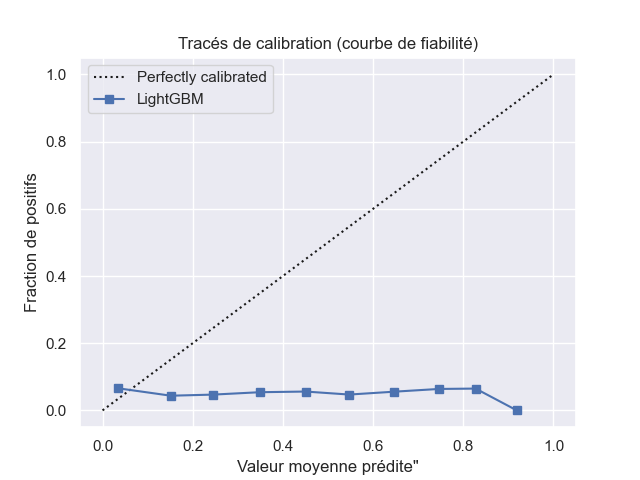 Tracés de calibration (courbe de fiabilité)
Perfectly calibrated
LightGBM
Fraction de positifs
1.0
0.8
0.6
0.4
0.2
0.0
0.0 0.2 0.4 0.6 0.8 1.0
Valeur moyenne prédite"